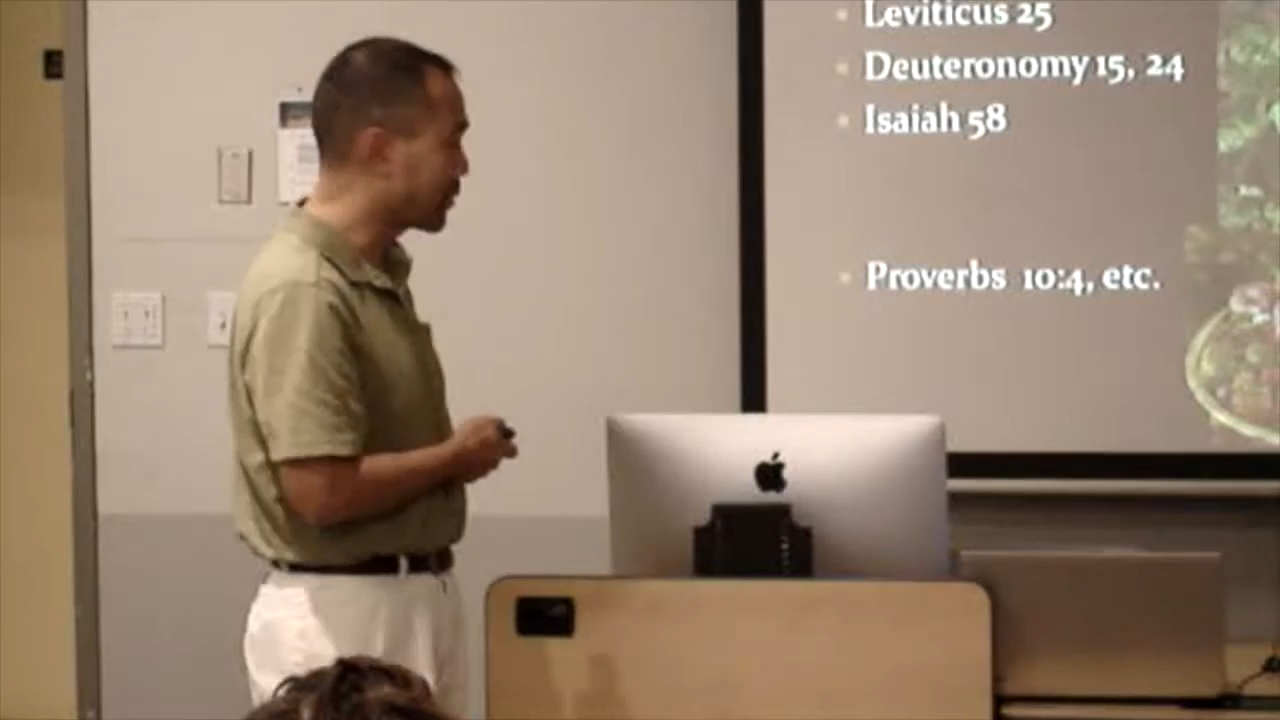 Leviticus 25
Deuteronomy 15, 24
Isaiah 58
Proverbs 10:4, etc.